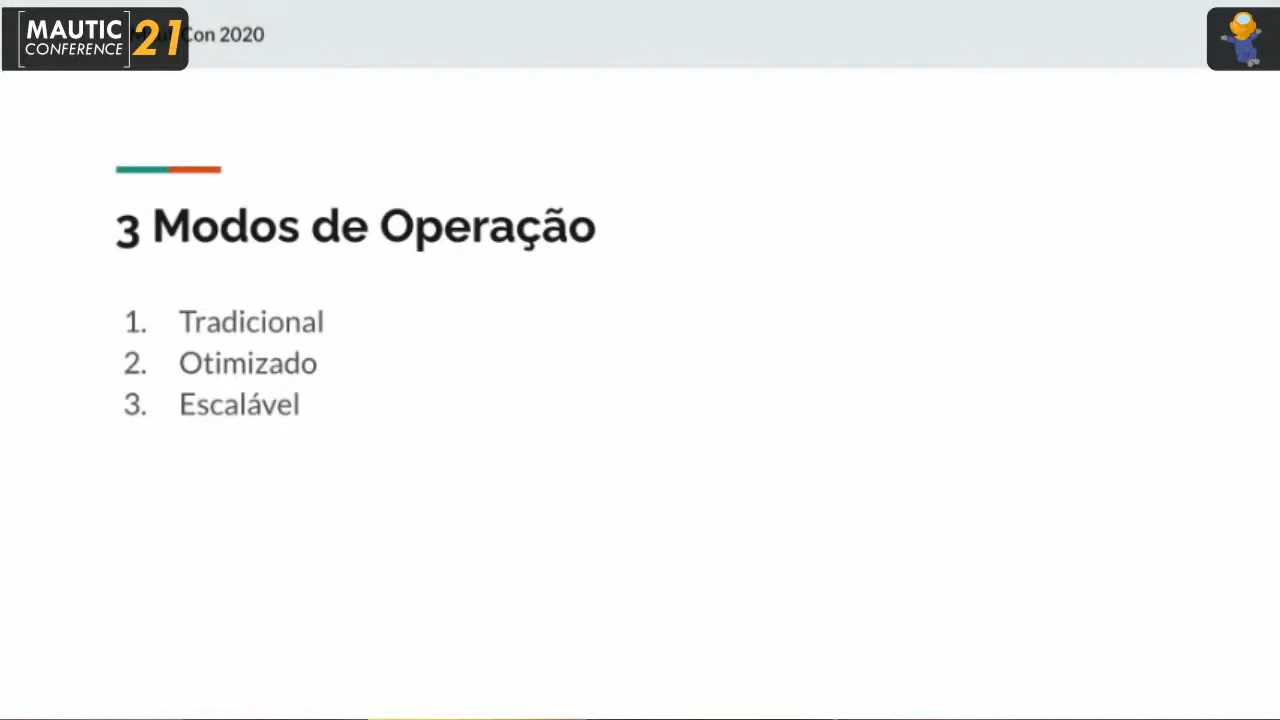 MAUTIC
CONFERENCE 21
Con 2020
3 Modos de Operação
1. Tradicional
2. Otimizado
3. Escalável